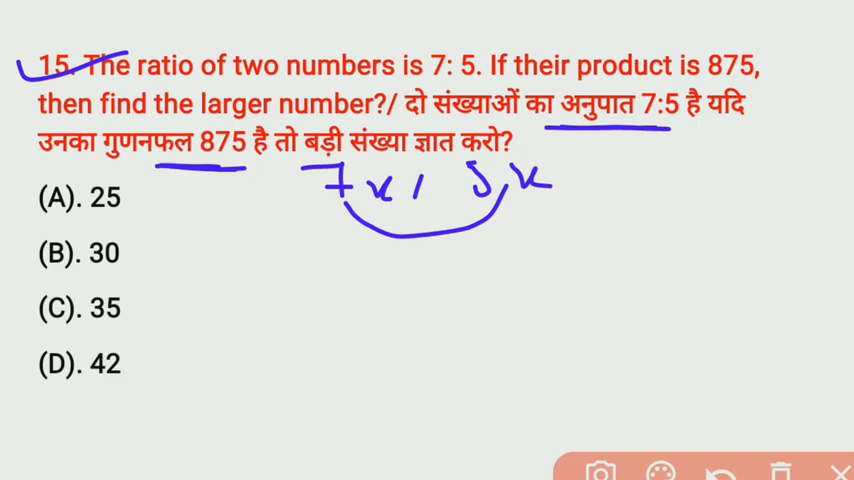 15. The ratio of two numbers is 7: 5. If their product is 875,
then find the larger number?/ दो संख्याओं का अनुपात 7:5 है यदि
उनका गुणनफल 875 है तो बड़ी संख्या ज्ञात करो?
7x, 5x
(A). 25
(B). 30
(C). 35
(D). 42